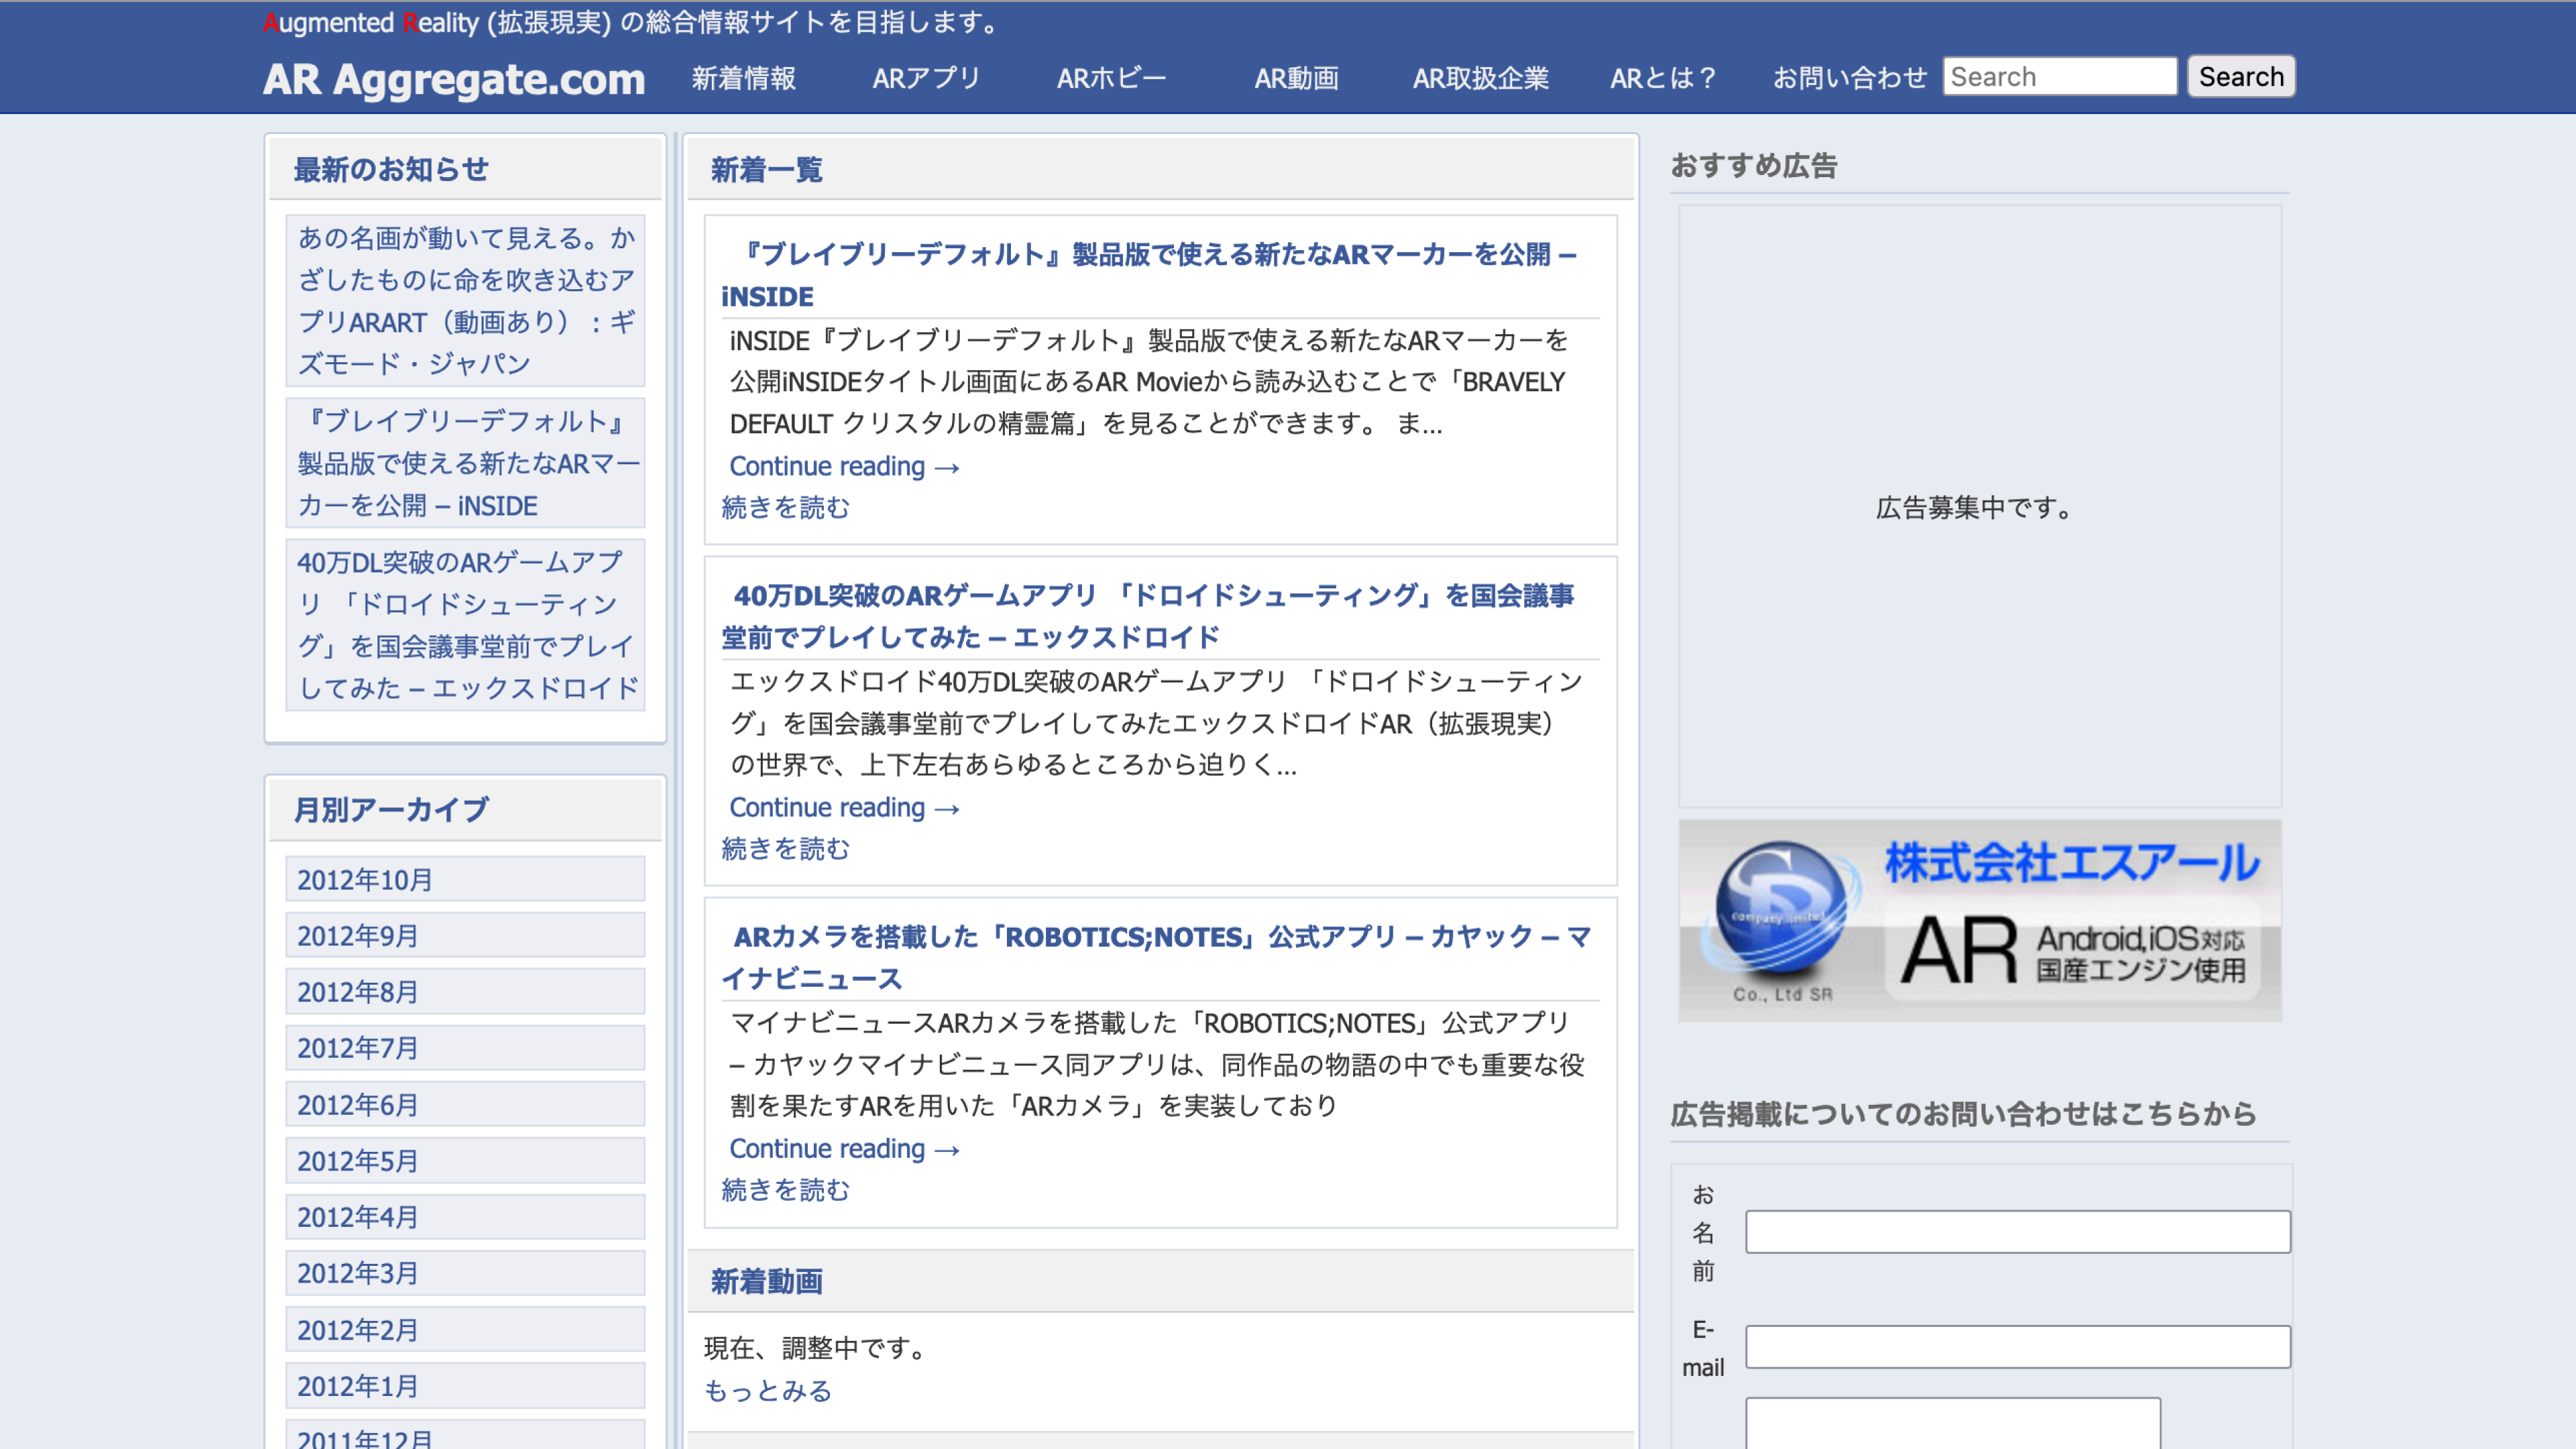 Augmented Reality (拡張現実) の総合情報サイトを目指します。
AR Aggregate.com
新着情報
ARアプリ
ARホビー
AR動画
AR取扱企業
ARとは？
お問い合わせ
Search
Search
最新のお知らせ
あの名画が動いて見える。か
ざしたものに命を吹き込むア
プリARART（動画あり）：ギ
ズモード・ジャパン
『ブレイブリーデフォルト』
製品版で使える新たなARマー
カーを公開 – iNSIDE
40万DL突破のARゲームアプ
リ 「ドロイドシューティン
グ」を国会議事堂前でプレイ
してみた – エックスドロイド
月別アーカイブ
2012年10月
2012年9月
2012年8月
2012年7月
2012年6月
2012年5月
2012年4月
2012年3月
2012年2月
2012年1月
2011年12月
新着一覧
『ブレイブリーデフォルト』製品版で使える新たなARマーカーを公開 –
iNSIDE
iNSIDE『ブレイブリーデフォルト』製品版で使える新たなARマーカーを
公開iNSIDEタイトル画面にあるAR Movieから読み込むことで「BRAVELY
DEFAULT クリスタルの精霊篇」を見ることができます。 ま...
Continue reading →
続きを読む
40万DL突破のARゲームアプリ 「ドロイドシューティング」を国会議事
堂前でプレイしてみた – エックスドロイド
エックスドロイド40万DL突破のARゲームアプリ 「ドロイドシューティン
グ」を国会議事堂前でプレイしてみたエックスドロイドAR（拡張現実）
の世界で、上下左右あらゆるところから迫りく...
Continue reading →
続きを読む
ARカメラを搭載した「ROBOTICS;NOTES」公式アプリ – カヤック – マ
イナビニュース
マイナビニュースARカメラを搭載した「ROBOTICS;NOTES」公式アプリ
– カヤックマイナビニュース同アプリは、同作品の物語の中でも重要な役
割を果たすARを用いた「ARカメラ」を実装しており
Continue reading →
続きを読む
新着動画
現在、調整中です。
もっとみる
おすすめ広告
広告募集中です。
株式会社エスアール
company limited
Co., Ltd SR
AR
Android,iOS対応
国産エンジン使用
広告掲載についてのお問い合わせはこちらから
お
名
前
E-
mail